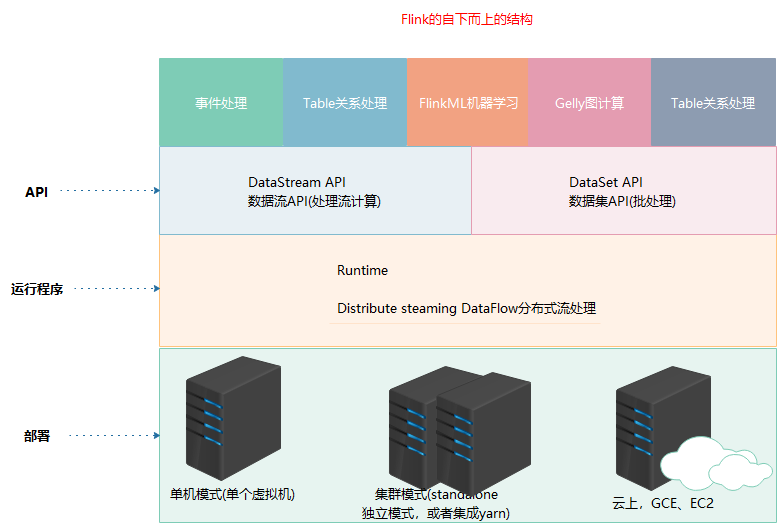 Flink的自下而上的结构
事件处理
Table关系处理
FlinkML机器学习
Gelly图计算
Table关系处理
API
DataStream API
数据流API(处理流计算)
DataSet API
数据集API(批处理)
运行程序
Runtime
Distribute steaming DataFlow分布式流处理
部署
单机模式(单个虚拟机)
集群模式(standalone
独立模式，或者集成yarn)
云上，GCE、EC2